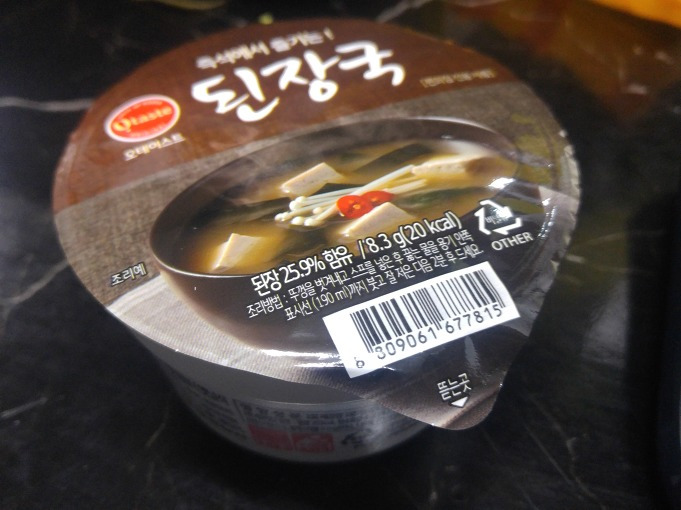 즉석에서 즐기는!
된장국
Otaste
오테이스트
조리예
된장 25.9% 함유 / 8.3 g(20 kcal)
조리방법 : 뚜껑을 벗겨내고 스프를 넣은 후 끓는 물을 용기 안쪽
표시선(190 ml)까지 붓고 잘 저은 다음 2분 후 드세요
OTHER
8 809061 677815
뜯는곳